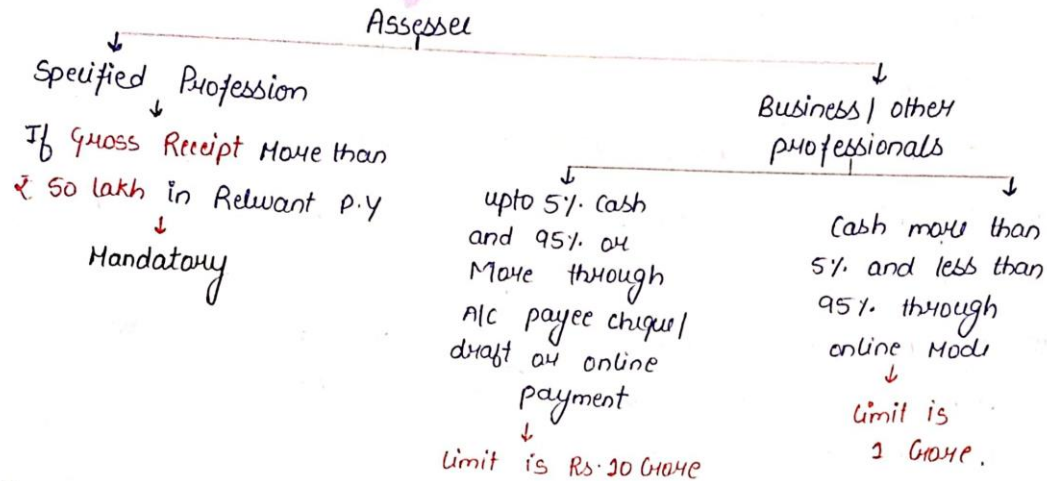 Assessee
Specified Profession
If Gross Receipt More than
₹ 50 lakh in Relevant P.Y
Mandatory
Business / other
professionals
upto 5%. cash
and 95%. or
More through
A/c payee cheque/
draft or online
payment
limit is Rs. 10 Crore
Cash more than
5%. and less than
95%. through
online Mode
limit is
1 Crore.